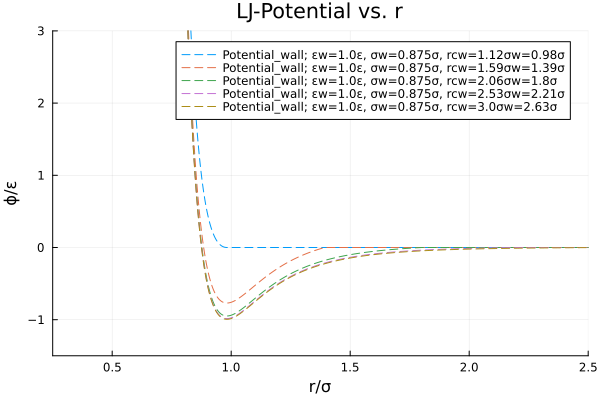 LJ-Potential vs. r
Potential_wall; εw=1.0ε, σw=0.875σ, rcw=1.12σw=0.98σ
Potential_wall; εw=1.0ε, σw=0.875σ, rcw=1.59σw=1.39σ
Potential_wall; εw=1.0ε, σw=0.875σ, rcw=2.06σw=1.8σ
Potential_wall; εw=1.0ε, σw=0.875σ, rcw=2.53σw=2.21σ
Potential_wall; εw=1.0ε, σw=0.875σ, rcw=3.0σw=2.63σ
3
2
1
0
−1
ϕ/ε
0.5 1.0 1.5 2.0 2.5
r/σ